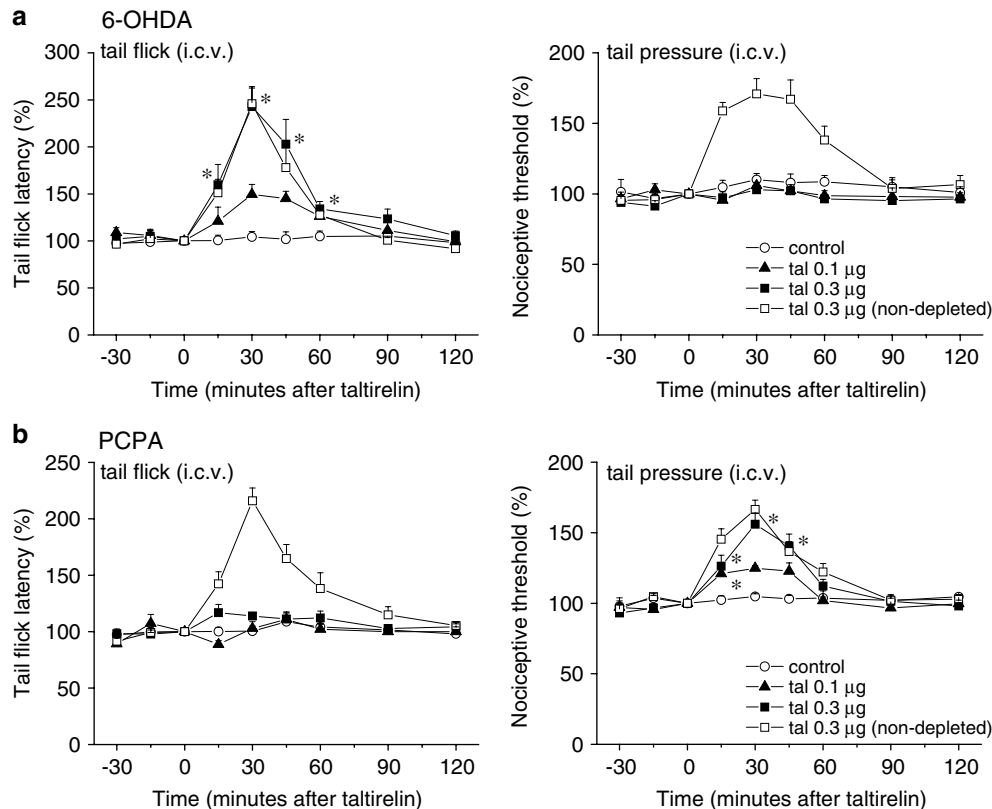 a
6-OHDA
tail flick (i.c.v.)
300
250
200
150
100
50
0
Tail flick latency (%)
*
*
*
*
-30
0
30
60
90
120
Time (minutes after taltirelin)
tail pressure (i.c.v.)
200
150
100
50
0
Nociceptive threshold (%)
control
tal 0.1 μg
tal 0.3 μg
tal 0.3 μg (non-depleted)
-30
0
30
60
90
120
Time (minutes after taltirelin)
b
PCPA
tail flick (i.c.v.)
250
200
150
100
50
0
Tail flick latency (%)
-30
0
30
60
90
120
Time (minutes after taltirelin)
tail pressure (i.c.v.)
200
150
100
50
0
Nociceptive threshold (%)
*
*
*
*
control
tal 0.1 μg
tal 0.3 μg
tal 0.3 μg (non-depleted)
-30
0
30
60
90
120
Time (minutes after taltirelin)